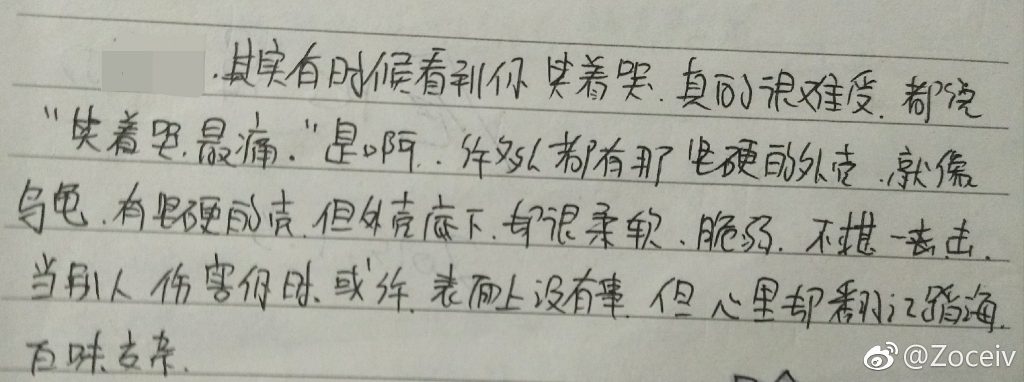 .其实有时候看到你笑着哭.真的很难受.都说
“笑着哭.最痛.”是啊..许多人都有那坚硬的外壳.就像
乌龟.有坚硬的壳.但外壳底下.却很柔软.脆弱.不堪一击.
当别人伤害你时.或许.表面上没有事.但心里却翻江蹈海.
百味交杂.
@Zoceiv